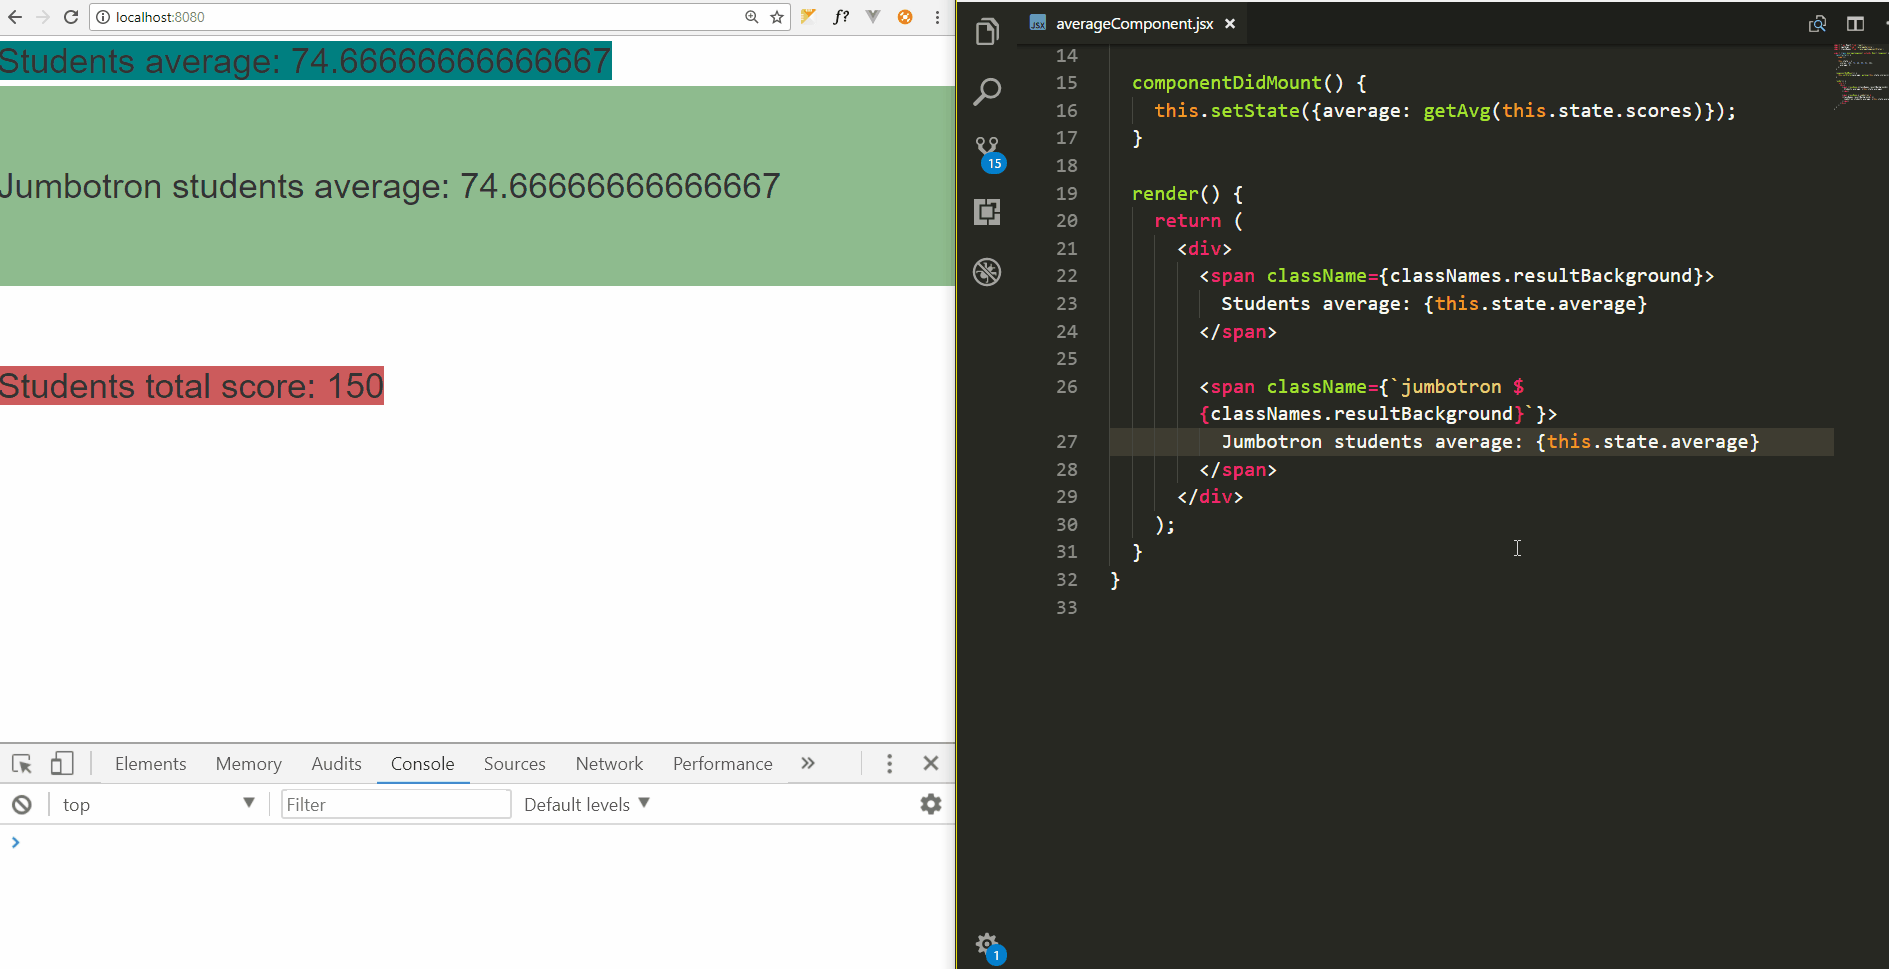 localhost:8080
f?
Students average: 74.66666666666667
Jumbotron students average: 74.66666666666667
Students total score: 150
Elements Memory Audits Console Sources Network Performance »
top Filter Default levels
JSX averageComponent.jsx
15
1
14
15 componentDidMount() {
16 this.setState({average: getAvg(this.state.scores)});
17 }
18
19 render() {
20 return (
21 <div>
22 <span className={classNames.resultBackground}>
23 Students average: {this.state.average}
24 </span>
25
26 <span className={`jumbotron $
{classNames.resultBackground}`}>
27 Jumbotron students average: {this.state.average}
28 </span>
29 </div>
30 );
31 }
32 }
33